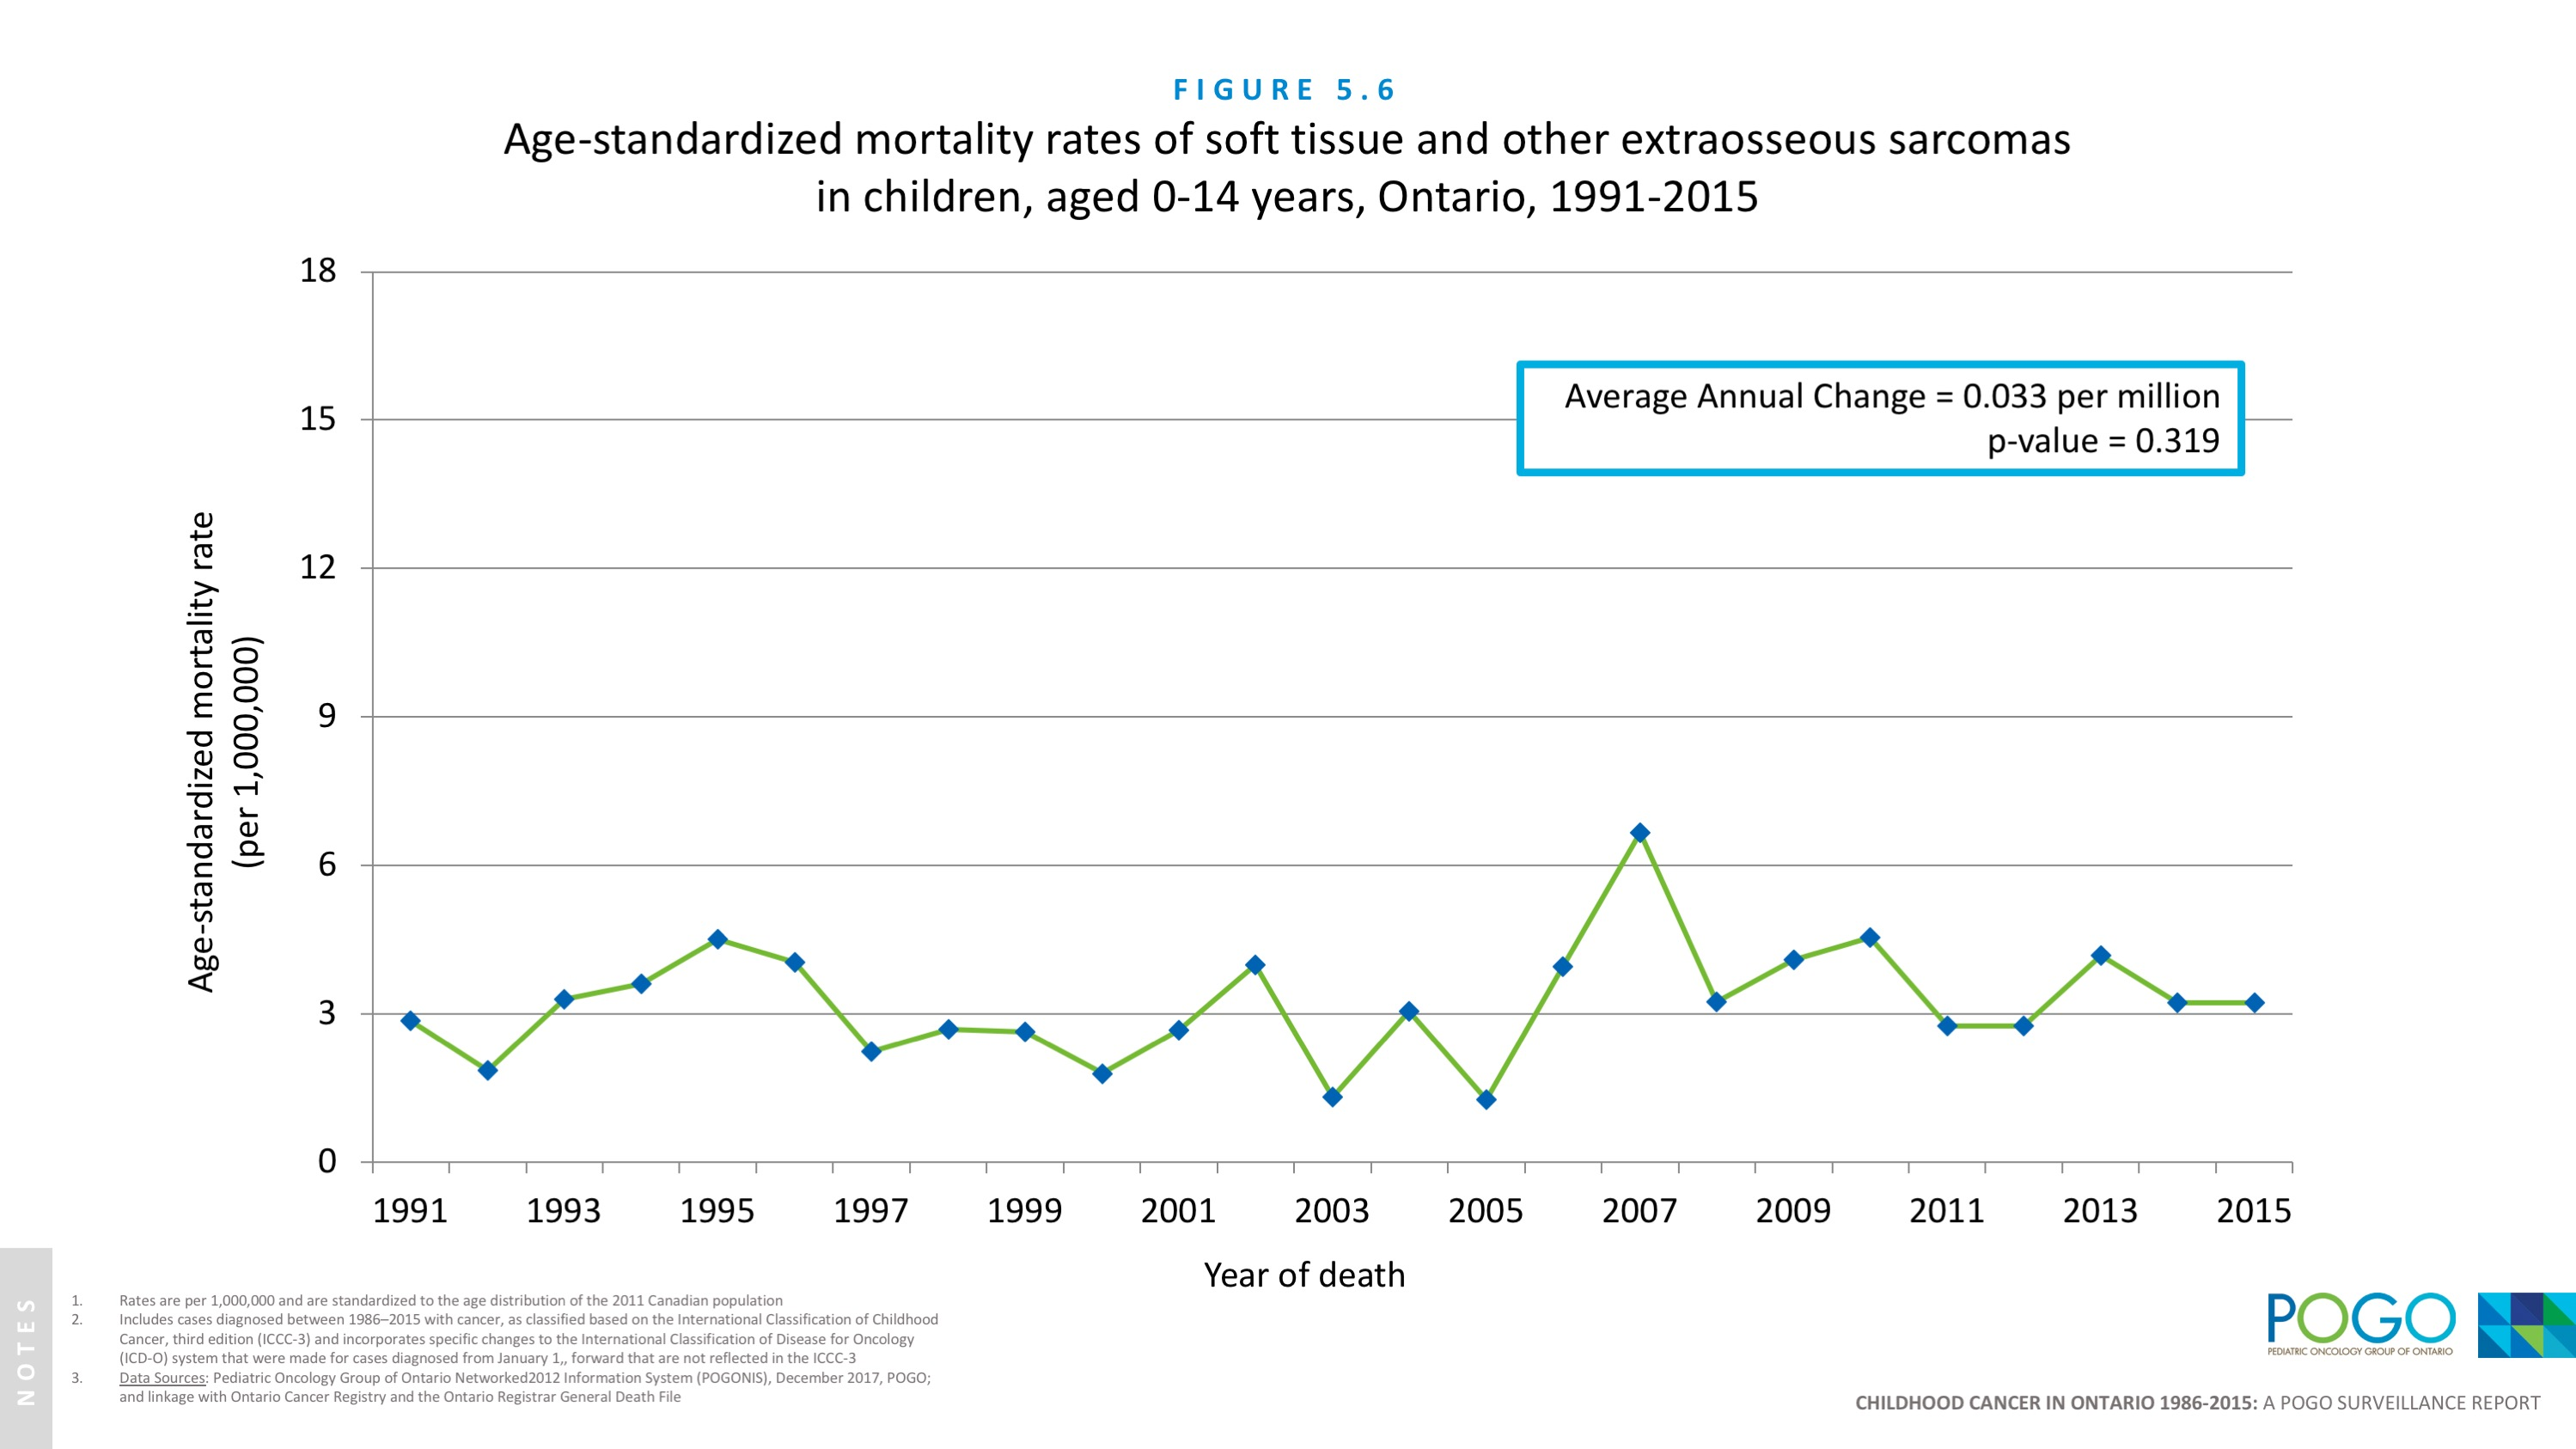 FIGURE 5.6
Age-standardized mortality rates of soft tissue and other extraosseous sarcomas
in children, aged 0-14 years, Ontario, 1991-2015
18
15
12
9
6
3
0
Age-standardized mortality rate
(per 1,000,000)
Average Annual Change = 0.033 per million
p-value = 0.319
1991 1993 1995 1997 1999 2001 2003 2005 2007 2009 2011 2013 2015
Year of death
NOTES
1. Rates are per 1,000,000 and are standardized to the age distribution of the 2011 Canadian population
2. Includes cases diagnosed between 1986–2015 with cancer, as classified based on the International Classification of Childhood
Cancer, third edition (ICCC-3) and incorporates specific changes to the International Classification of Disease for Oncology
(ICD-O) system that were made for cases diagnosed from January 1,, forward that are not reflected in the ICCC-3
3. Data Sources: Pediatric Oncology Group of Ontario Networked2012 Information System (POGONIS), December 2017, POGO;
and linkage with Ontario Cancer Registry and the Ontario Registrar General Death File
POGO
PEDIATRIC ONCOLOGY GROUP OF ONTARIO
CHILDHOOD CANCER IN ONTARIO 1986-2015: A POGO SURVEILLANCE REPORT